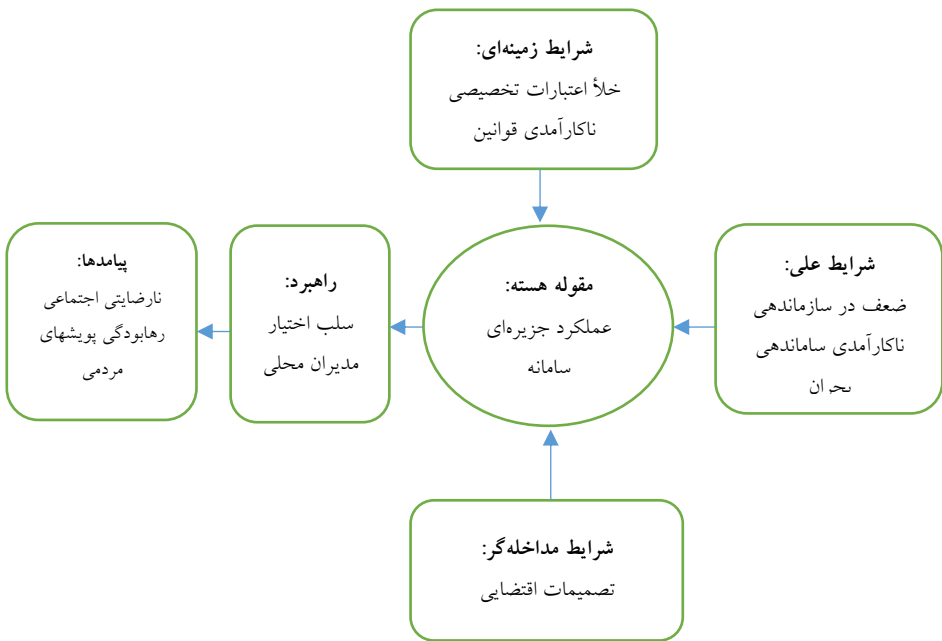 شرایط زمینه‌ای:
خلأ اعتبارات تخصیصی
ناکارآمدی قوانین
شرایط علی:
ضعف در سازماندهی
ناکارآمدی ساماندهی
بحران
مقوله هسته:
عملکرد جزیره‌ای
سامانه
راهبرد:
سلب اختیار
مدیران محلی
پیامدها:
نارضایتی اجتماعی
رهابودگی پویشهای
مردمی
شرایط مداخله‌گر:
تصمیمات اقتضایی